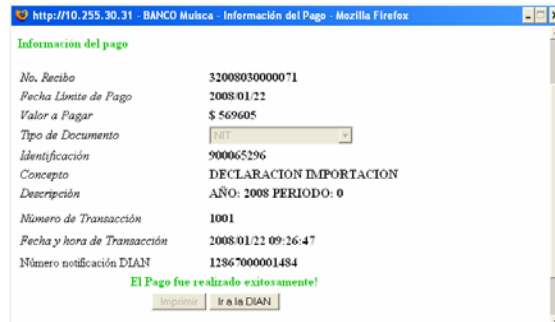 http://10.255.30.31 - BANCO Muisca - Información del Pago - Mozilla Firefox
Información del pago
No. Recibo 32008030000071
Fecha Límite de Pago 2008/01/22
Valor a Pagar $ 569605
Tipo de Documento NIT
Identificación 900065296
Concepto DECLARACION IMPORTACION
Descripción AÑO: 2008 PERIODO: 0
Número de Transacción 1001
Fecha y hora de Transacción 2008/01/22 09:26:47
Número notificación DIAN 12867000001484
El Pago fue realizado exitosamente!
Imprimir Ir a la DIAN